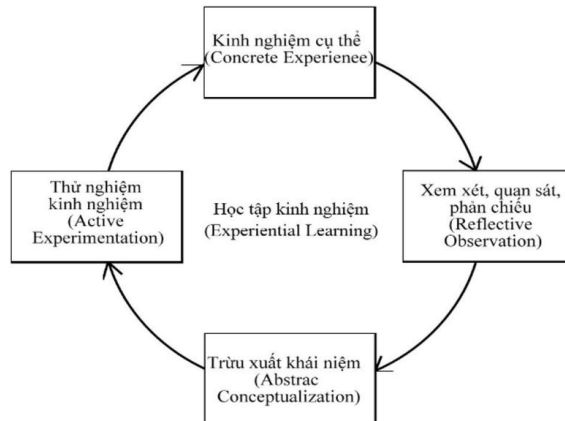 Kinh nghiệm cụ thể
(Concrete Experienee)
Thử nghiệm
kinh nghiệm
(Active
Experimentation)
Học tập kinh nghiệm
(Experiential Learning)
Xem xét, quan sát,
phản chiếu
(Reflective
Observation)
Trừu xuất khái niệm
(Abstrac
Conceptualization)